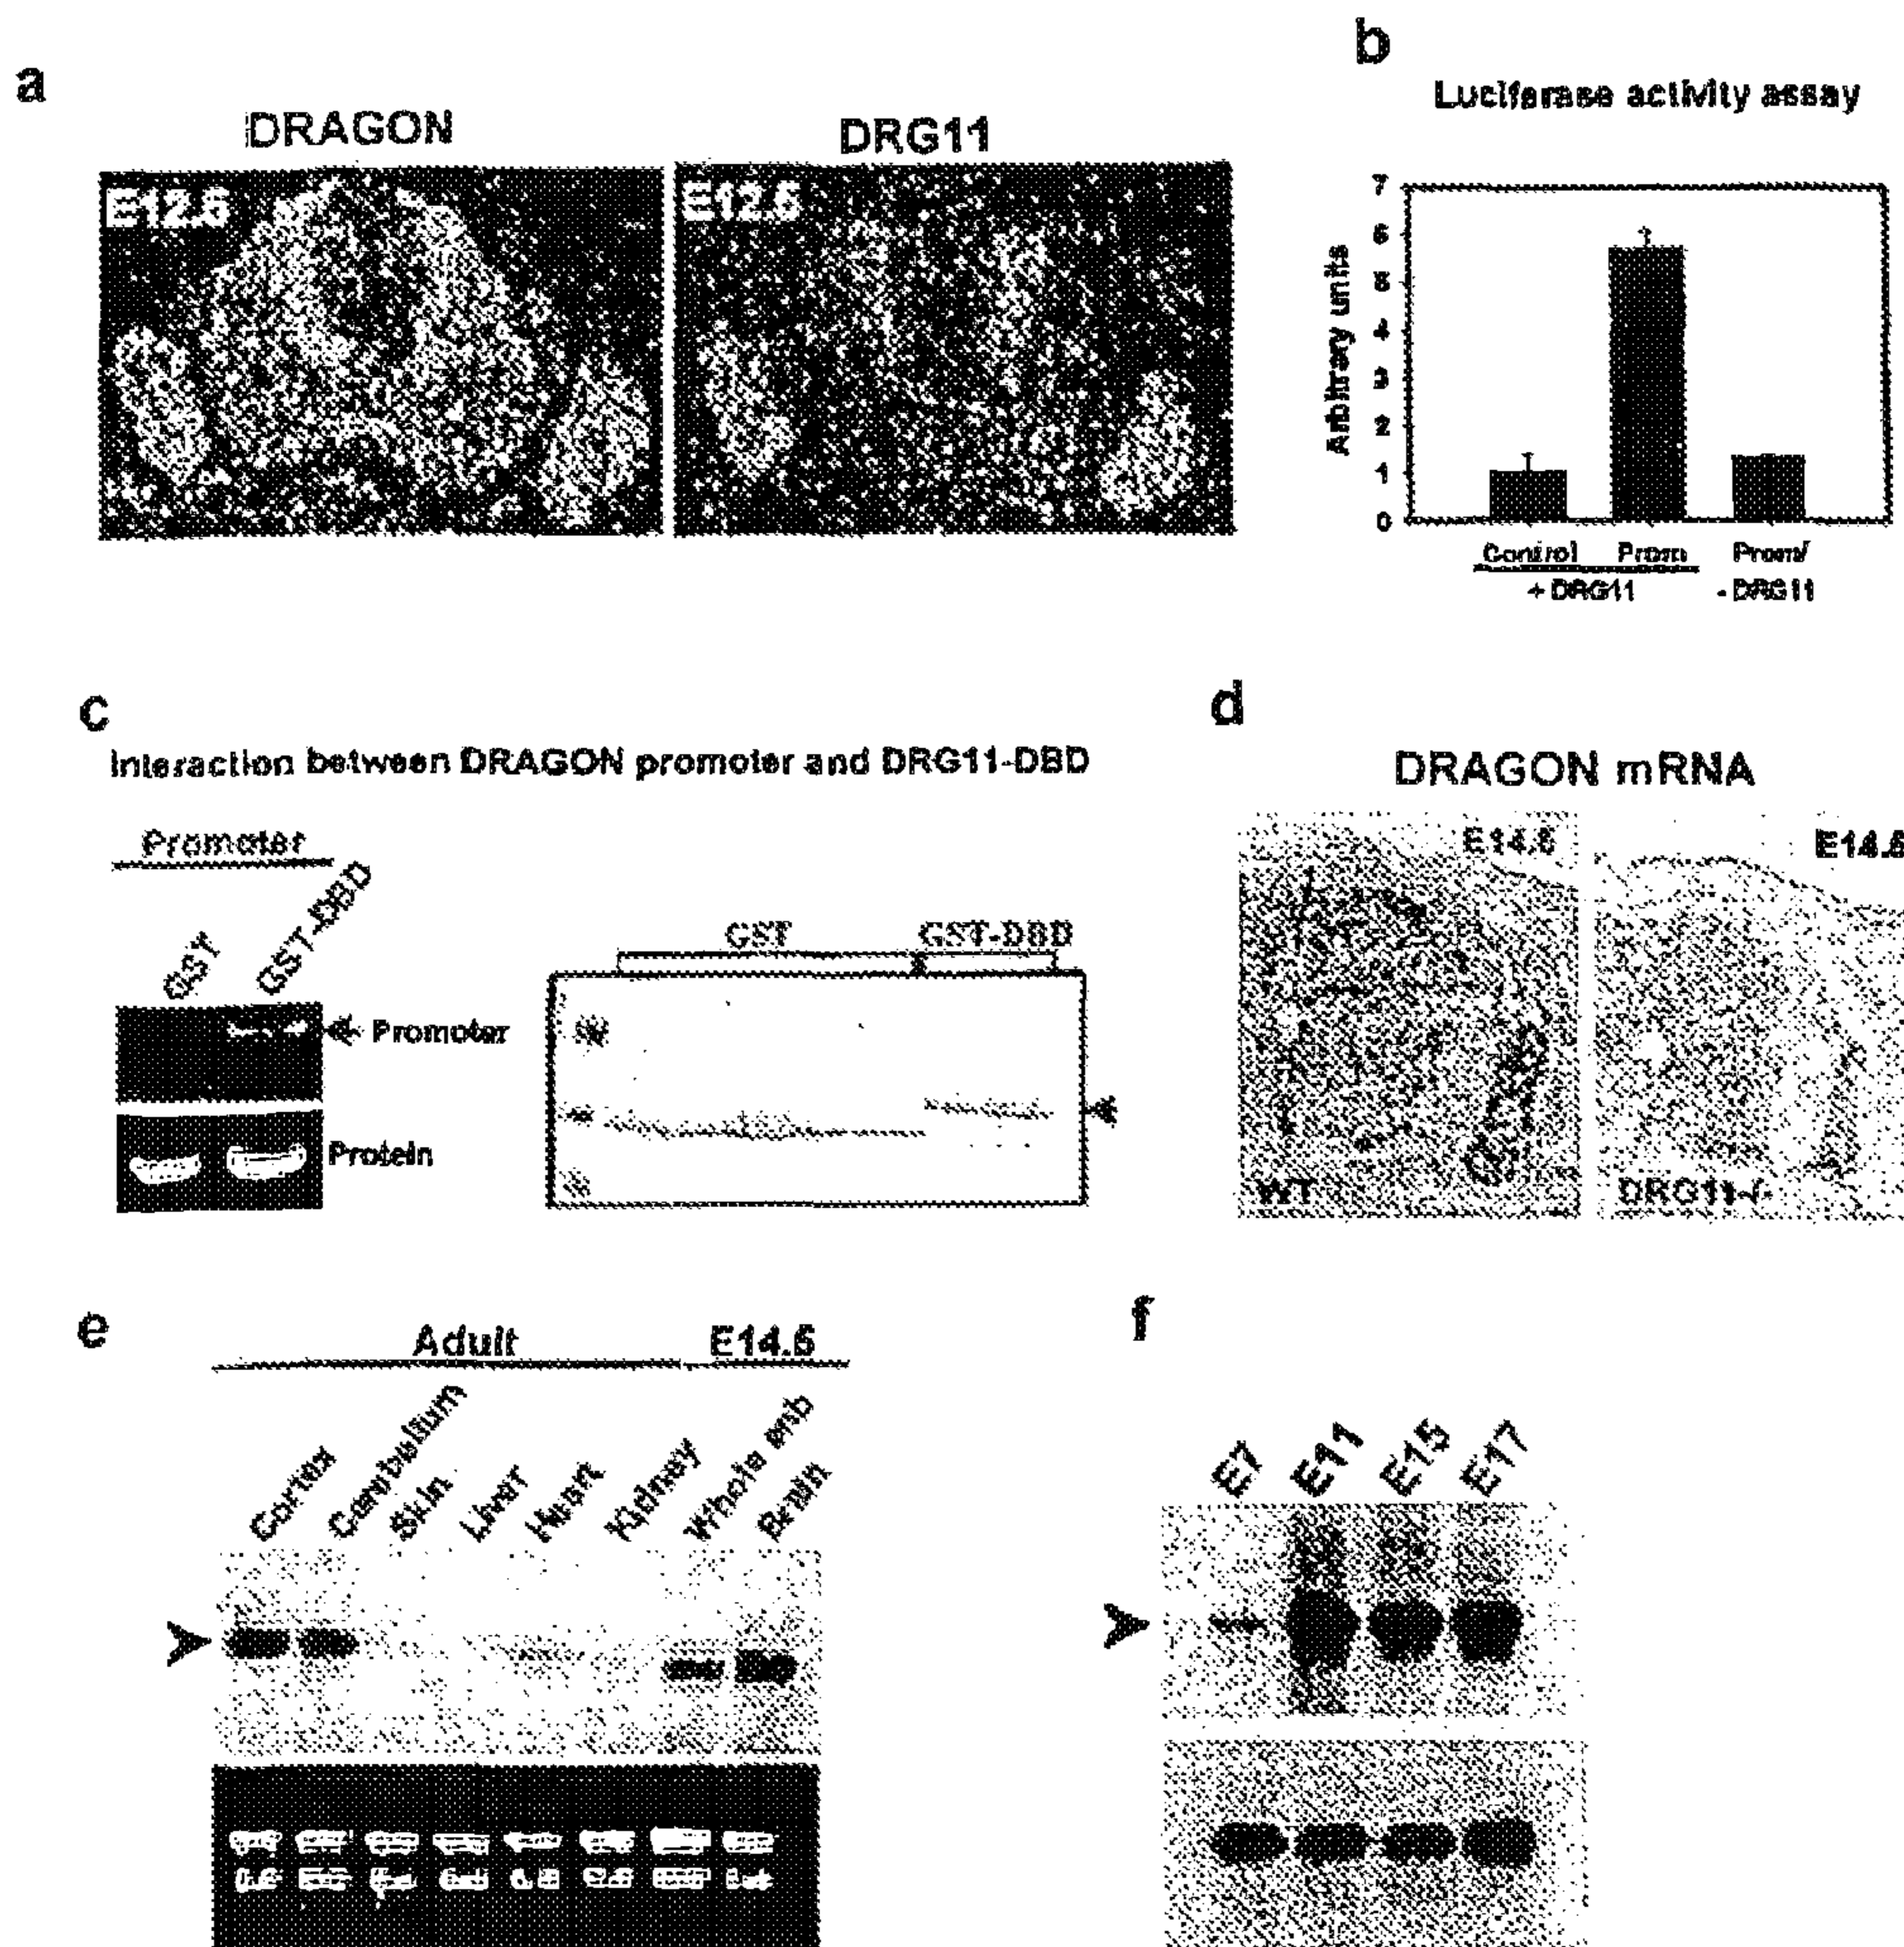 a
DRAGON
DRG11
E12.5
E12.5
b
Luciferase activity assay
Arbitrary units
7
6
5
4
3
2
1
0
Control Prom Prom/
+ DRG11 - DRG11
c
Interaction between DRAGON promoter and DRG11-DBD
Promoter
GST GST-DBD
Promoter
Protein
GST GST-DBD
d
DRAGON mRNA
E14.5
E14.5
WT
DRG11-/-
e
Adult E14.5
Cortex Cerebellum Skin Liver Heart Kidney Whole emb Brain
f
E7 E11 E15 E17